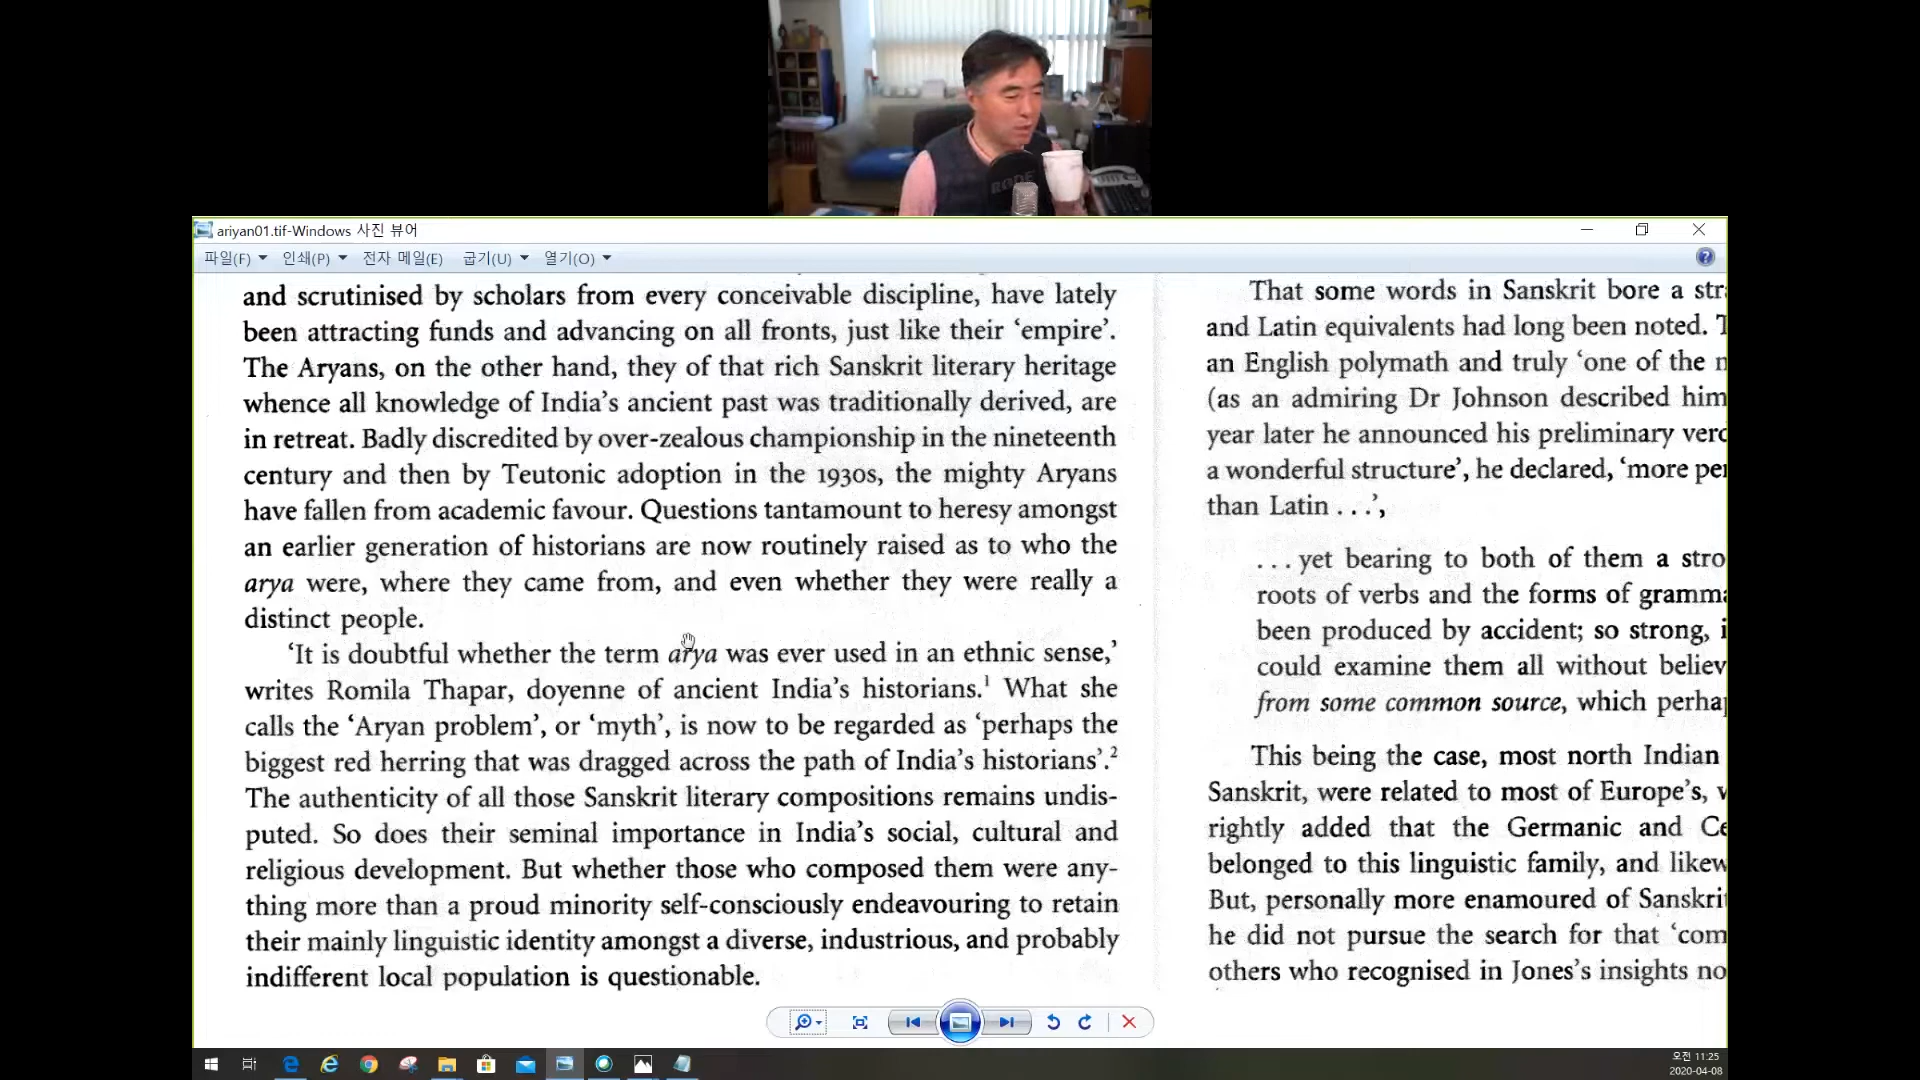 RODE
ariyan01.tif-Windows 사진 뷰어
파일(F) 인쇄(P) 전자 메일(E) 굽기(U) 열기(O)
and scrutinised by scholars from every conceivable discipline, have lately
been attracting funds and advancing on all fronts, just like their ‘empire’.
The Aryans, on the other hand, they of that rich Sanskrit literary heritage
whence all knowledge of India’s ancient past was traditionally derived, are
in retreat. Badly discredited by over-zealous championship in the nineteenth
century and then by Teutonic adoption in the 1930s, the mighty Aryans
have fallen from academic favour. Questions tantamount to heresy amongst
an earlier generation of historians are now routinely raised as to who the
arya were, where they came from, and even whether they were really a
distinct people.
‘It is doubtful whether the term arya was ever used in an ethnic sense,’
writes Romila Thapar, doyenne of ancient India’s historians.¹ What she
calls the ‘Aryan problem’, or ‘myth’, is now to be regarded as ‘perhaps the
biggest red herring that was dragged across the path of India’s historians’.²
The authenticity of all those Sanskrit literary compositions remains undis-
puted. So does their seminal importance in India’s social, cultural and
religious development. But whether those who composed them were any-
thing more than a proud minority self-consciously endeavouring to retain
their mainly linguistic identity amongst a diverse, industrious, and probably
indifferent local population is questionable.
That some words in Sanskrit bore a
and Latin equivalents had long been noted.
an English polymath and truly ‘one of the
(as an admiring Dr Johnson described him
year later he announced his preliminary
a wonderful structure’, he declared, ‘more
than Latin . . .’,
. . . yet bearing to both of them a
roots of verbs and the forms of
been produced by accident; so strong,
could examine them all without
from some common source, which
This being the case, most north Indian
Sanskrit, were related to most of Europe’s,
rightly added that the Germanic and
belonged to this linguistic family, and
But, personally more enamoured of
he did not pursue the search for that
others who recognised in Jones’s insights
오전 11:25
2020-04-08